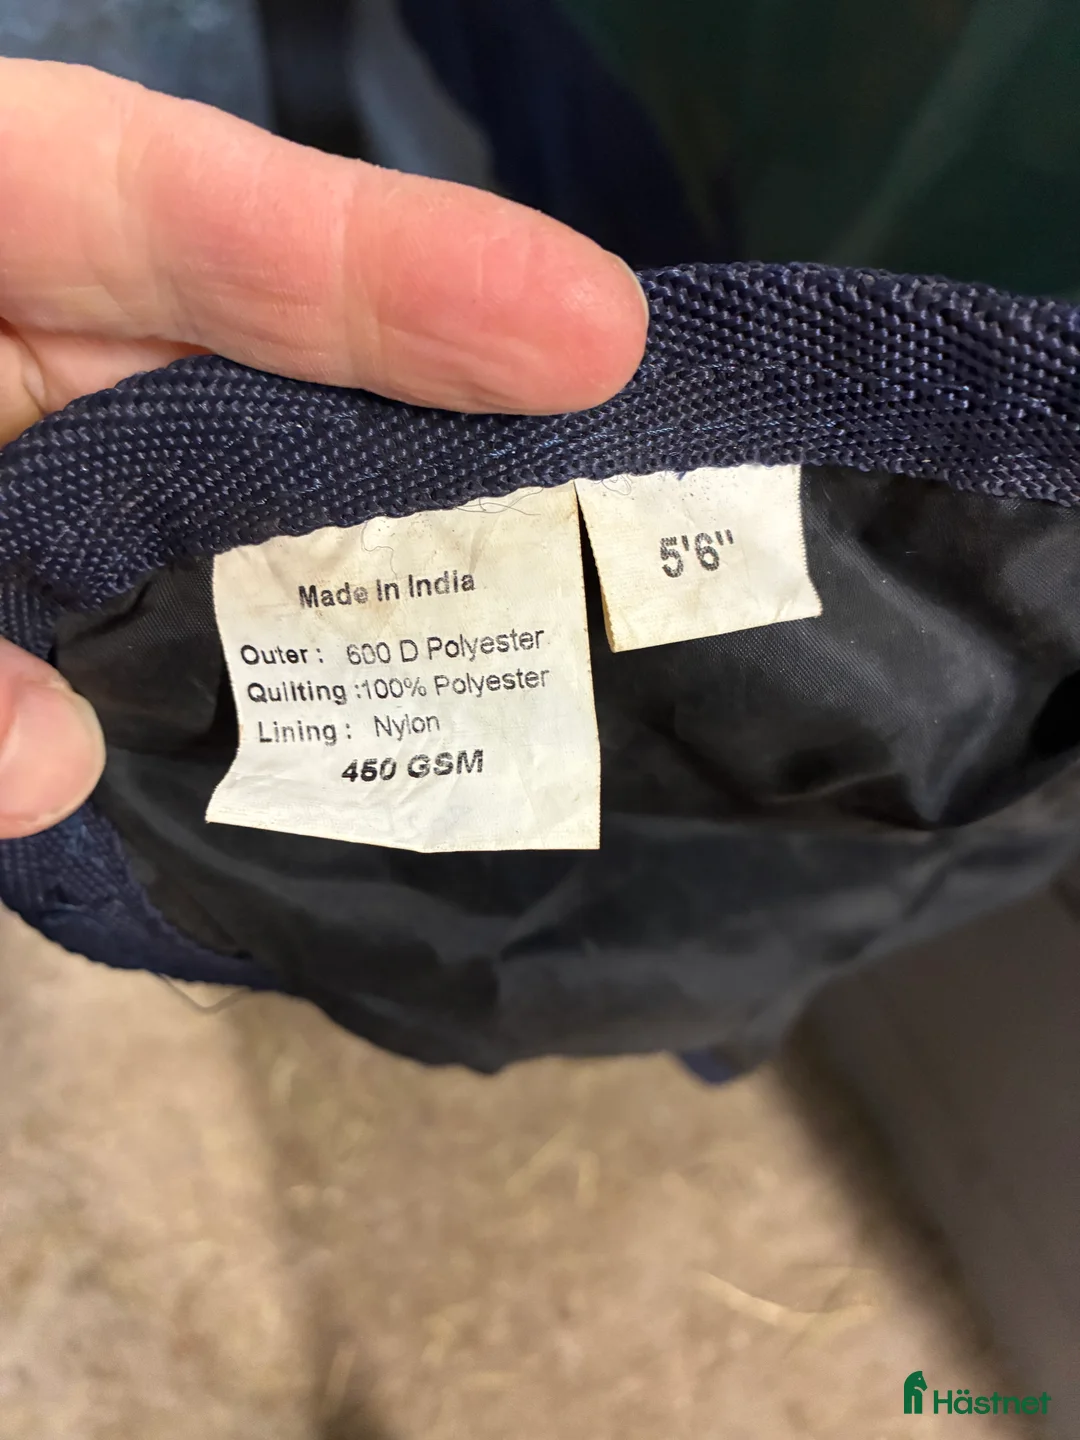 Made In India
Outer : 600 D Polyester
Quilting :100% Polyester
Lining : Nylon
450 GSM
5'6"
Hästnet